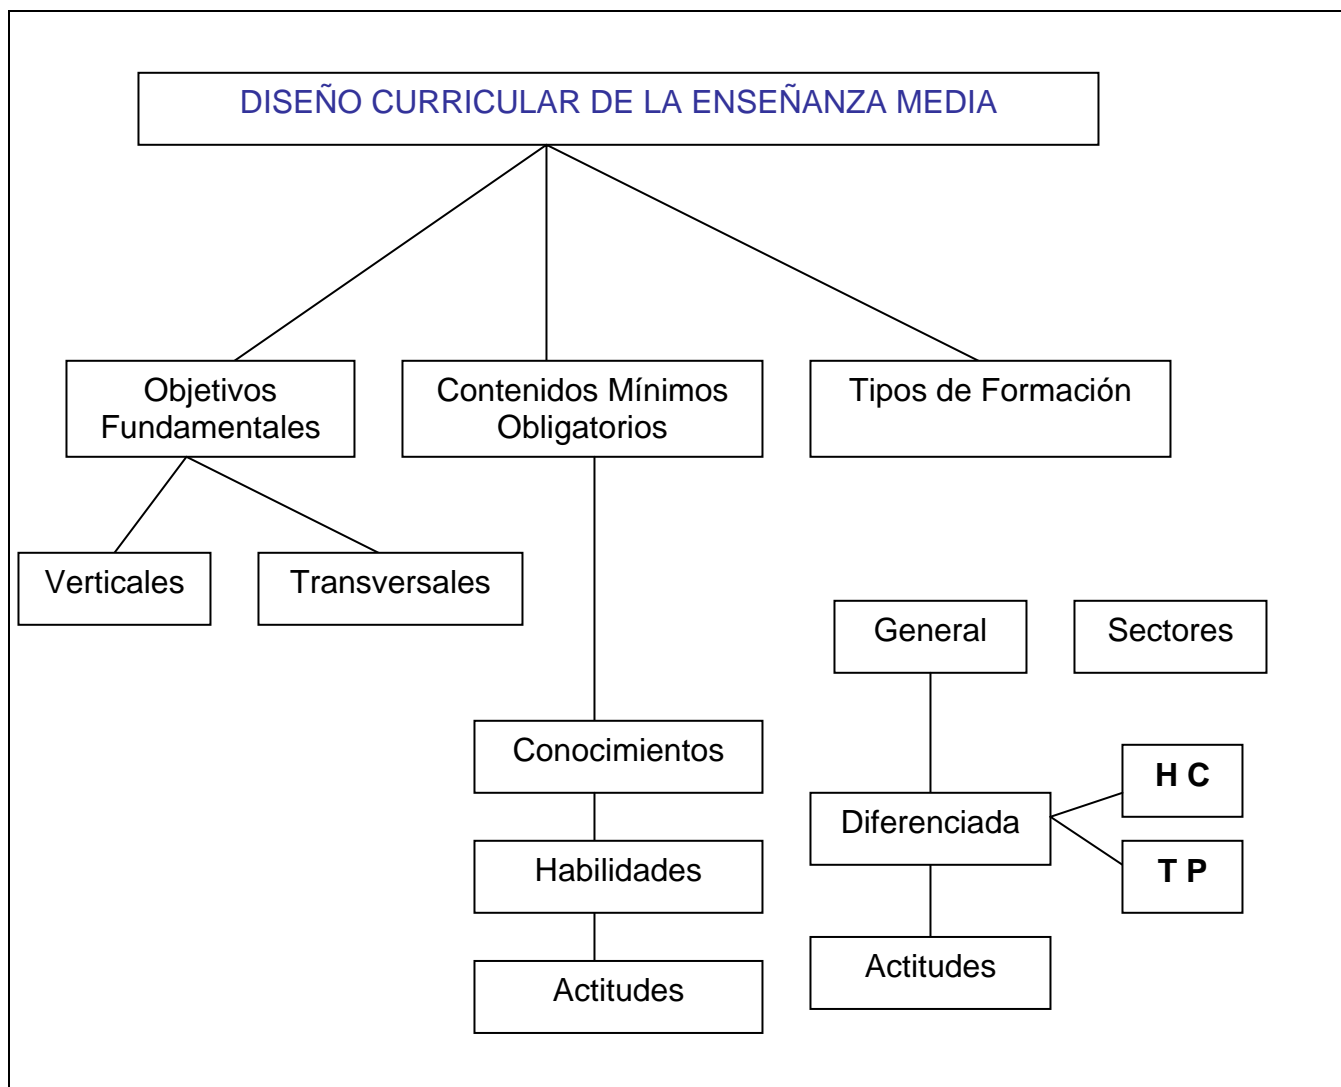 DISEÑO CURRICULAR DE LA ENSEÑANZA MEDIA
Objetivos
Fundamentales
Contenidos Mínimos
Obligatorios
Tipos de Formación
Verticales
Transversales
General
Sectores
Conocimientos
H C
Diferenciada
Habilidades
T P
Actitudes
Actitudes